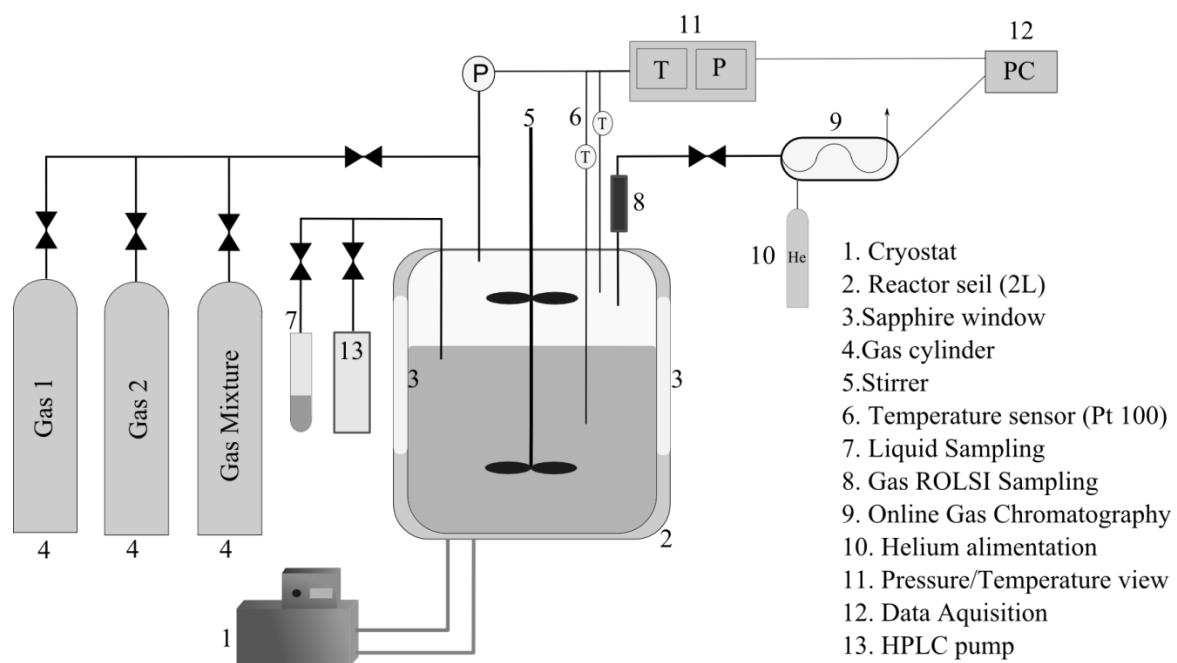 11
12
P
T P
PC
5
6
T
9
T
8
10
He
7
13
3
3
Gas 1
Gas 2
Gas Mixture
4
4
4
2
1
1. Cryostat
2. Reactor seil (2L)
3.Sapphire window
4.Gas cylinder
5.Stirrer
6. Temperature sensor (Pt 100)
7. Liquid Sampling
8. Gas ROLSI Sampling
9. Online Gas Chromatography
10. Helium alimentation
11. Pressure/Temperature view
12. Data Aquisition
13. HPLC pump